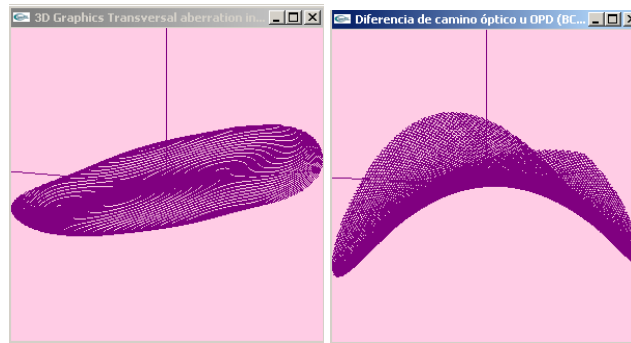 3D Graphics Transversal aberration in...
Diferencia de camino óptico u OPD (BC...